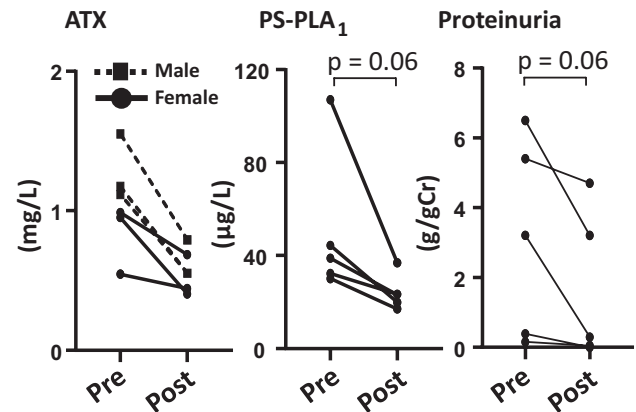 ATX
PS-PLA1
Proteinuria
Male
Female
p = 0.06
p = 0.06
2
1
0
(mg/L)
120
80
40
0
(µg/L)
8
6
4
2
0
(g/gCr)
Pre
Post
Pre
Post
Pre
Post